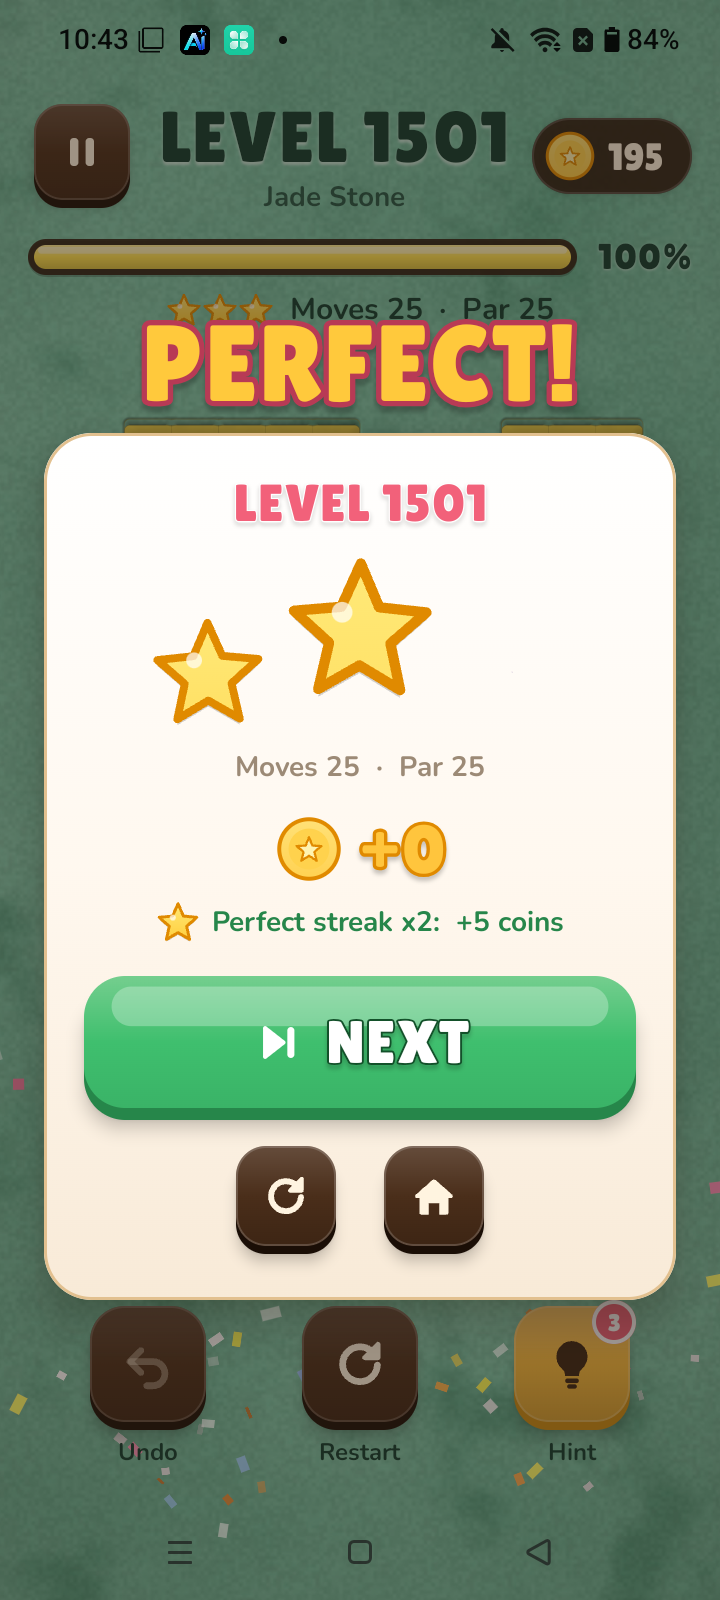 10:43
Ai
84%
LEVEL 1501
195
Jade Stone
100%
Moves 25 · Par 25
PERFECT!
LEVEL 1501
Moves 25 · Par 25
+0
Perfect streak x2: +5 coins
NEXT
3
Undo
Restart
Hint